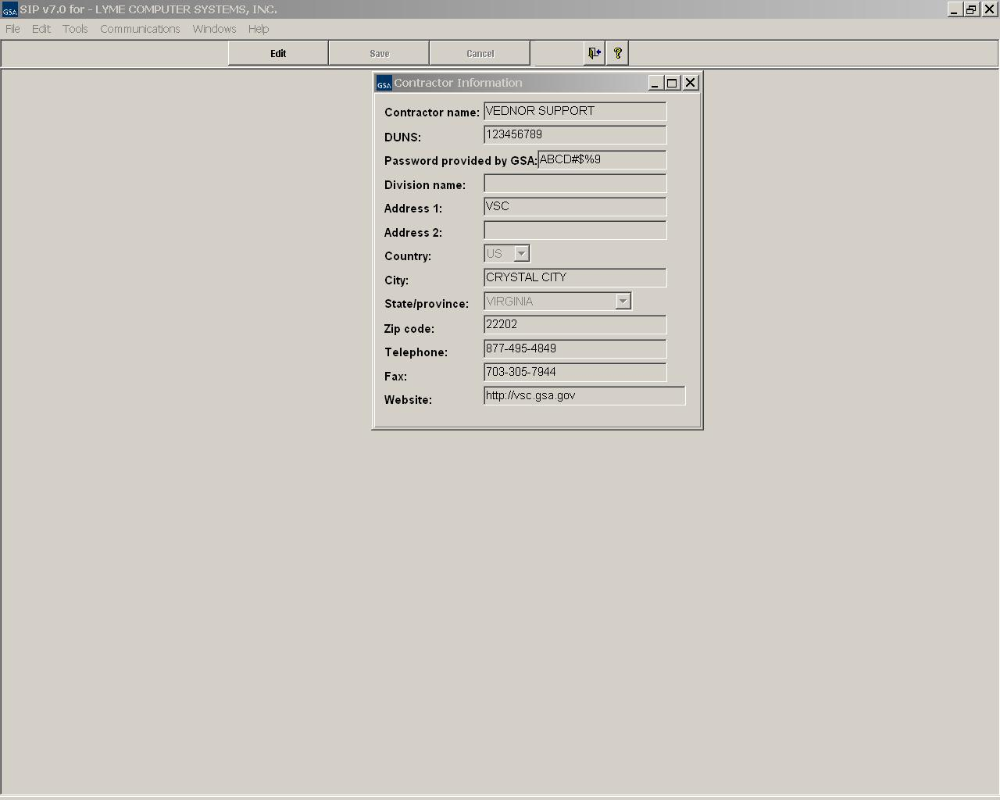 GSA SIP v7.0 for - LYME COMPUTER SYSTEMS, INC.
File Edit Tools Communications Windows Help
Edit Save Cancel ?
GSA Contractor Information
Contractor name: VEDNOR SUPPORT
DUNS: 123456789
Password provided by GSA: ABCD#$%9
Division name:
Address 1: VSC
Address 2:
Country: US
City: CRYSTAL CITY
State/province: VIRGINIA
Zip code: 22202
Telephone: 877-495-4849
Fax: 703-305-7944
Website: http://vsc.gsa.gov